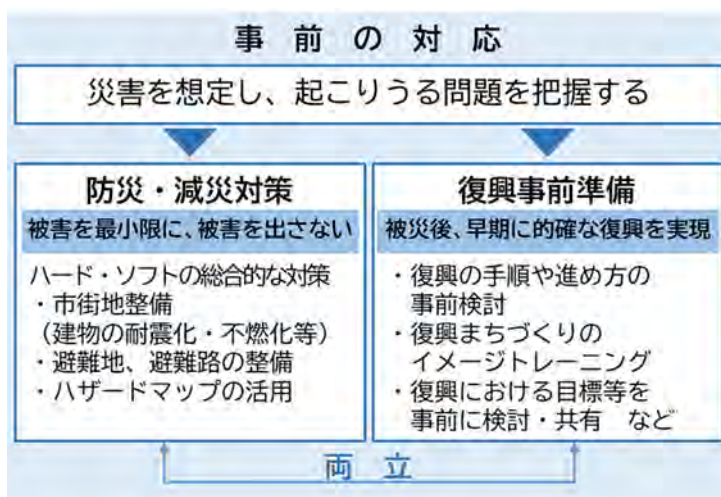 事前の対応
災害を想定し、起こりうる問題を把握する
防災・減災対策
被害を最小限に、被害を出さない
ハード・ソフトの総合的な対策
・市街地整備
（建物の耐震化・不燃化等）
・避難地、避難路の整備
・ハザードマップの活用
復興事前準備
被災後、早期に的確な復興を実現
・復興の手順や進め方の
事前検討
・復興まちづくりの
イメージトレーニング
・復興における目標等を
事前に検討・共有　など
両立